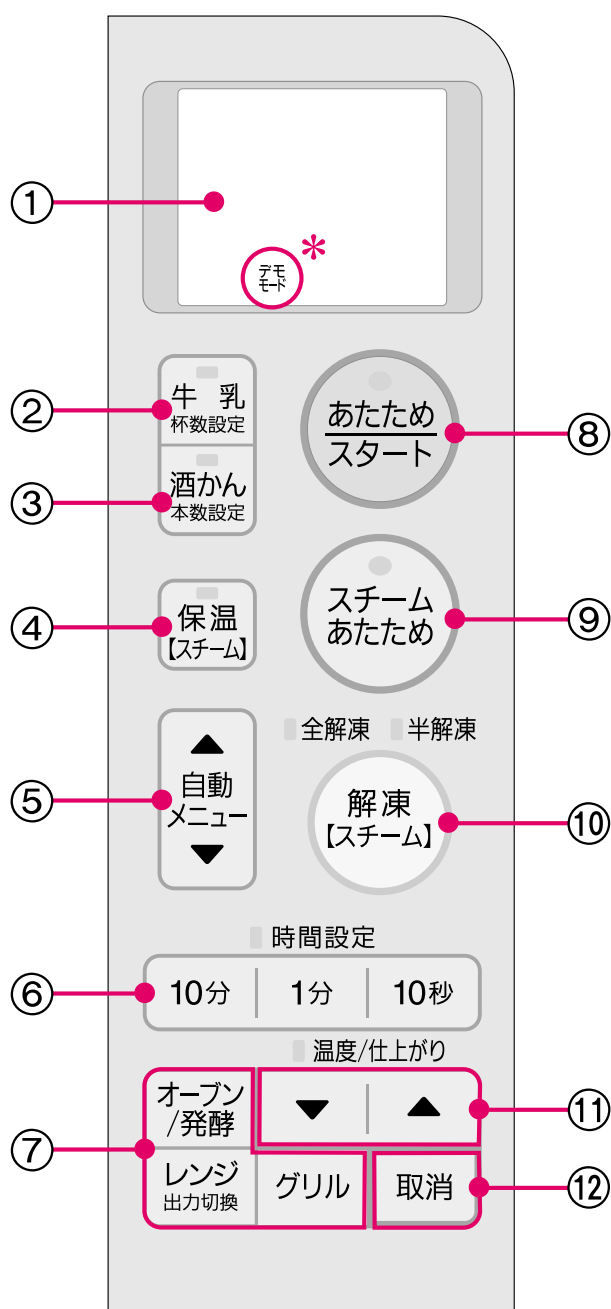 ①
＊
デモ
モード
②
牛 乳
杯数設定
③
酒かん
本数設定
④
保温
【スチーム】
⑤
▲
自動
メニュー
▼
⑧
あたため
スタート
⑨
スチーム
あたため
全解凍 半解凍
⑩
解凍
【スチーム】
時間設定
⑥
10分 1分 10秒
温度/仕上がり
⑦
オーブン
/発酵
▼ ▲
⑪
レンジ
出力切換
グリル
取消
⑫